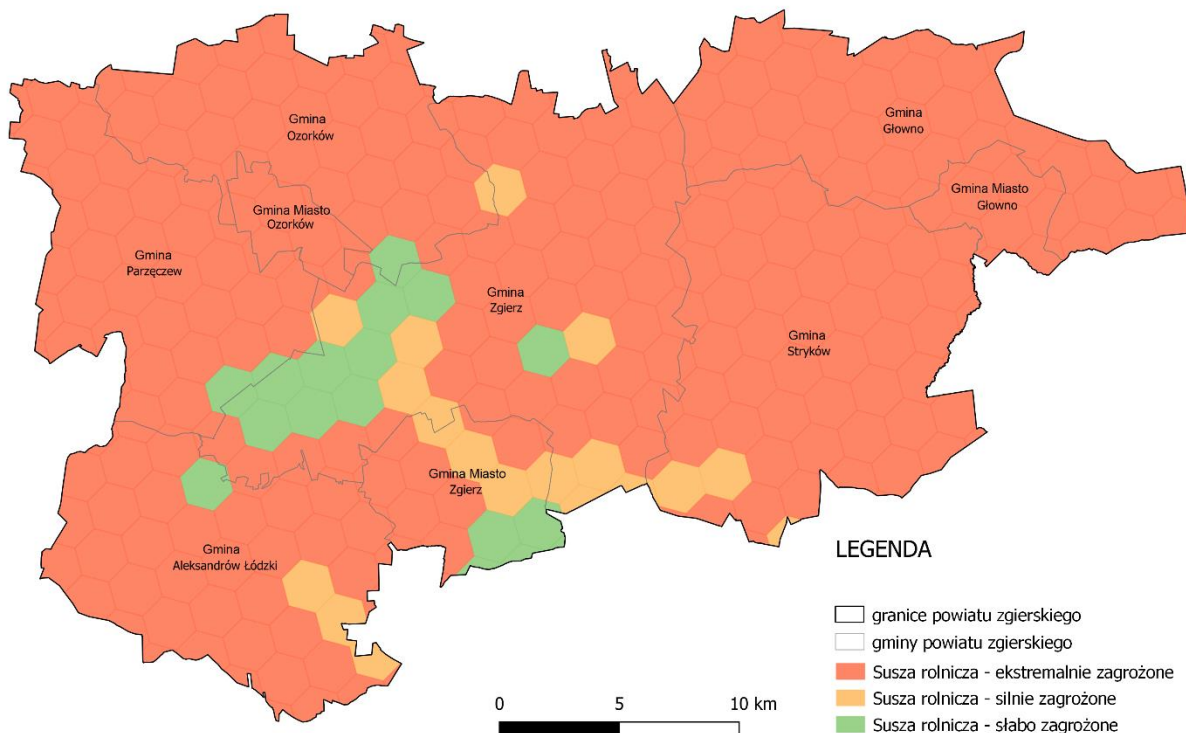 Gmina
Ozorków
Gmina
Głowno
Gmina Miasto
Głowno
Gmina Miasto
Ozorków
Gmina
Parzęczew
Gmina
Zgierz
Gmina
Stryków
Gmina Miasto
Zgierz
Gmina
Aleksandrów Łódzki
LEGENDA
granice powiatu zgierskiego
gminy powiatu zgierskiego
Susza rolnicza - ekstremalnie zagrożone
Susza rolnicza - silnie zagrożone
Susza rolnicza - słabo zagrożone
0 5 10 km